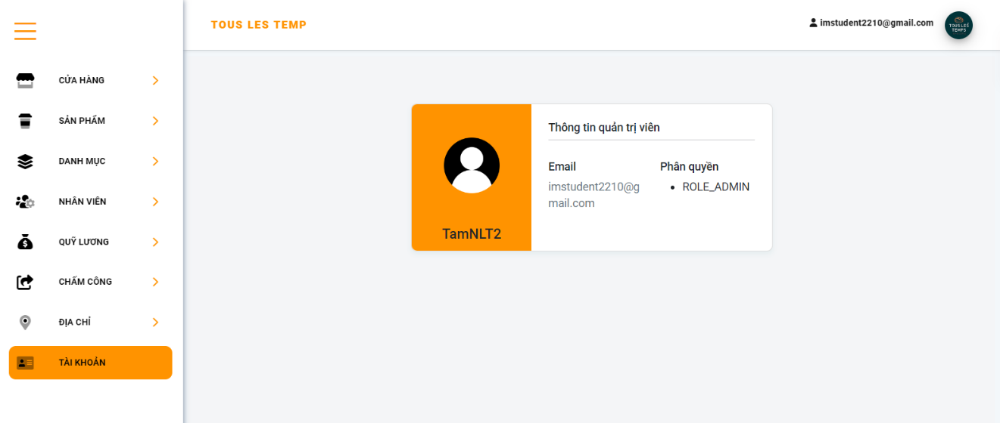 TOUS LES TEMP
imstudent2210@gmail.com
TOUS LES
TEMPS
CỬA HÀNG
SẢN PHẨM
DANH MỤC
NHÂN VIÊN
QUỸ LƯƠNG
CHẤM CÔNG
ĐỊA CHỈ
TÀI KHOẢN
TamNLT2
Thông tin quản trị viên
Email
imstudent2210@g
mail.com
Phân quyền
ROLE_ADMIN